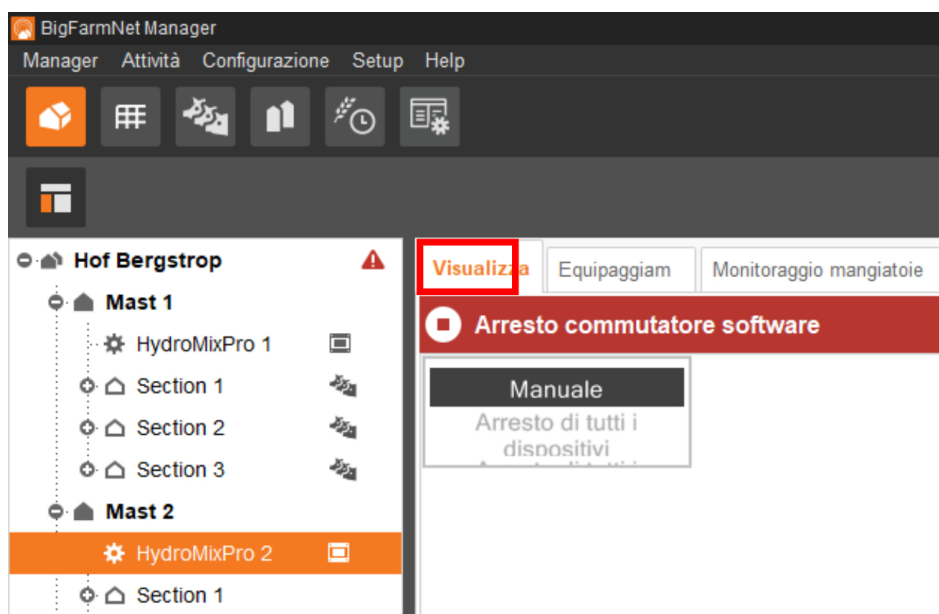 BigFarmNet Manager
Manager Attività Configurazione Setup Help
Hof Bergstrop
Visualizza Equipaggiam Monitoraggio mangiatoie
Mast 1
Arresto commutatore software
HydroMixPro 1
Section 1
Manuale
Arresto di tutti i
dispositivi
Section 2
Section 3
Mast 2
HydroMixPro 2
Section 1